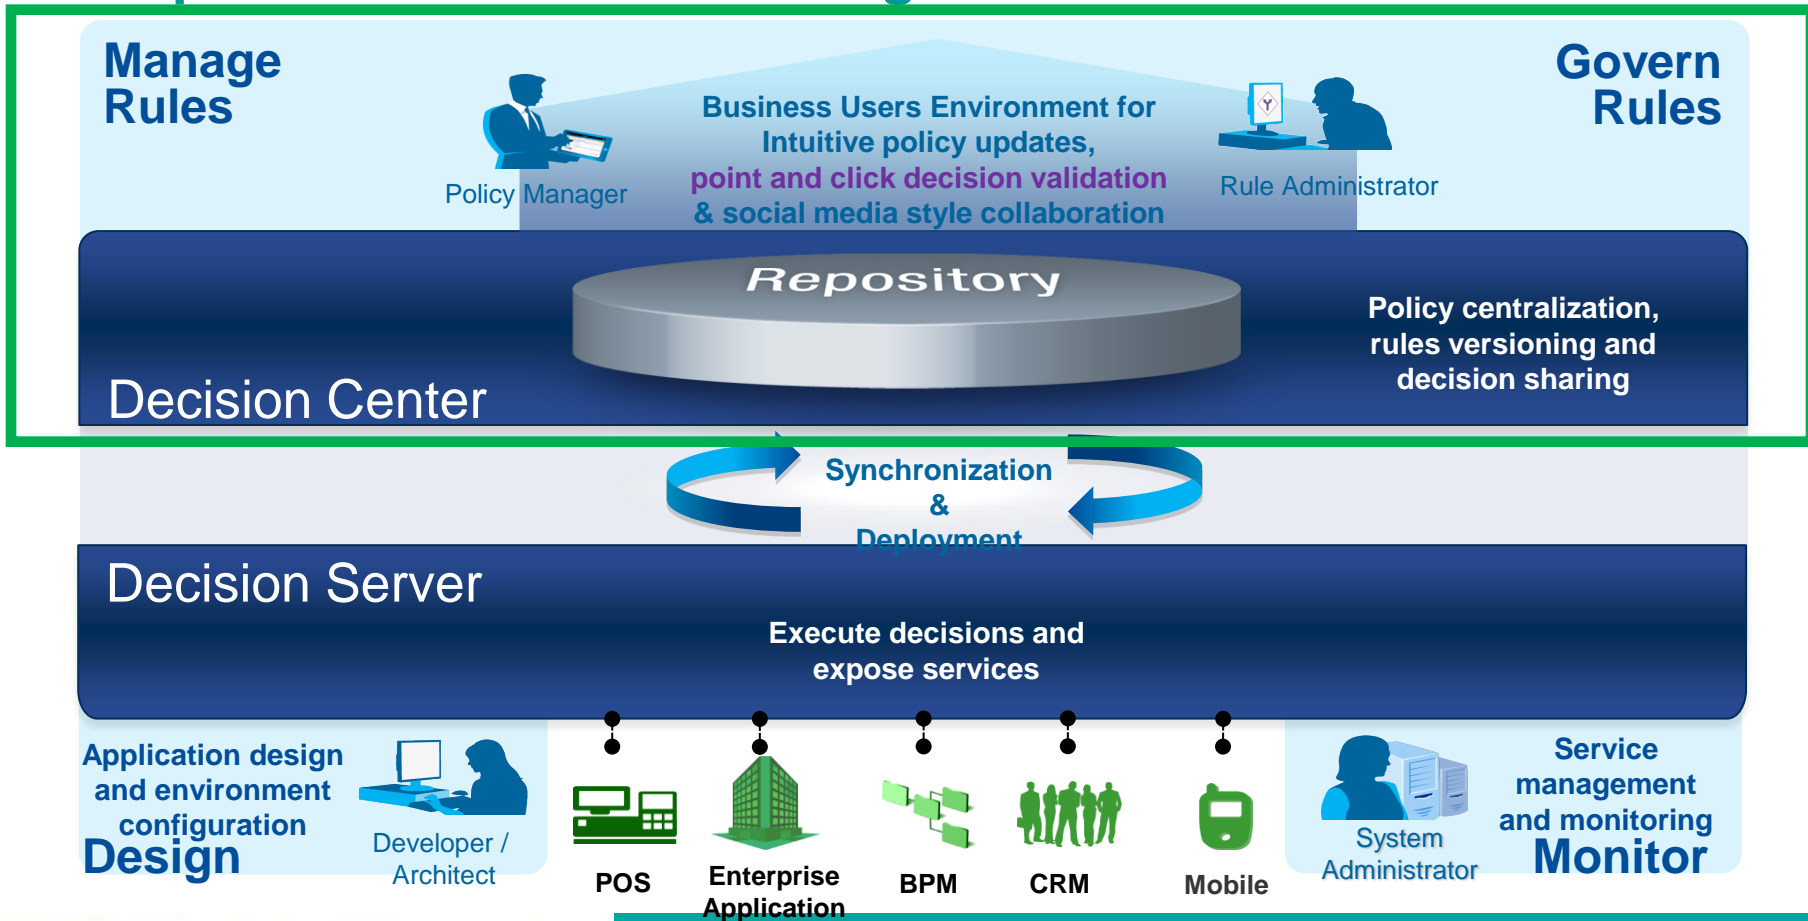 Manage
Rules
Govern
Rules
Business Users Environment for
Intuitive policy updates,
point and click decision validation
& social media style collaboration
Policy Manager
Rule Administrator
Repository
Policy centralization,
rules versioning and
decision sharing
Decision Center
Synchronization
&
Deployment
Decision Server
Execute decisions and
expose services
Application design
and environment
configuration
Design
Developer /
Architect
POS
Enterprise
Application
BPM
CRM
Mobile
System
Administrator
Service
management
and monitoring
Monitor